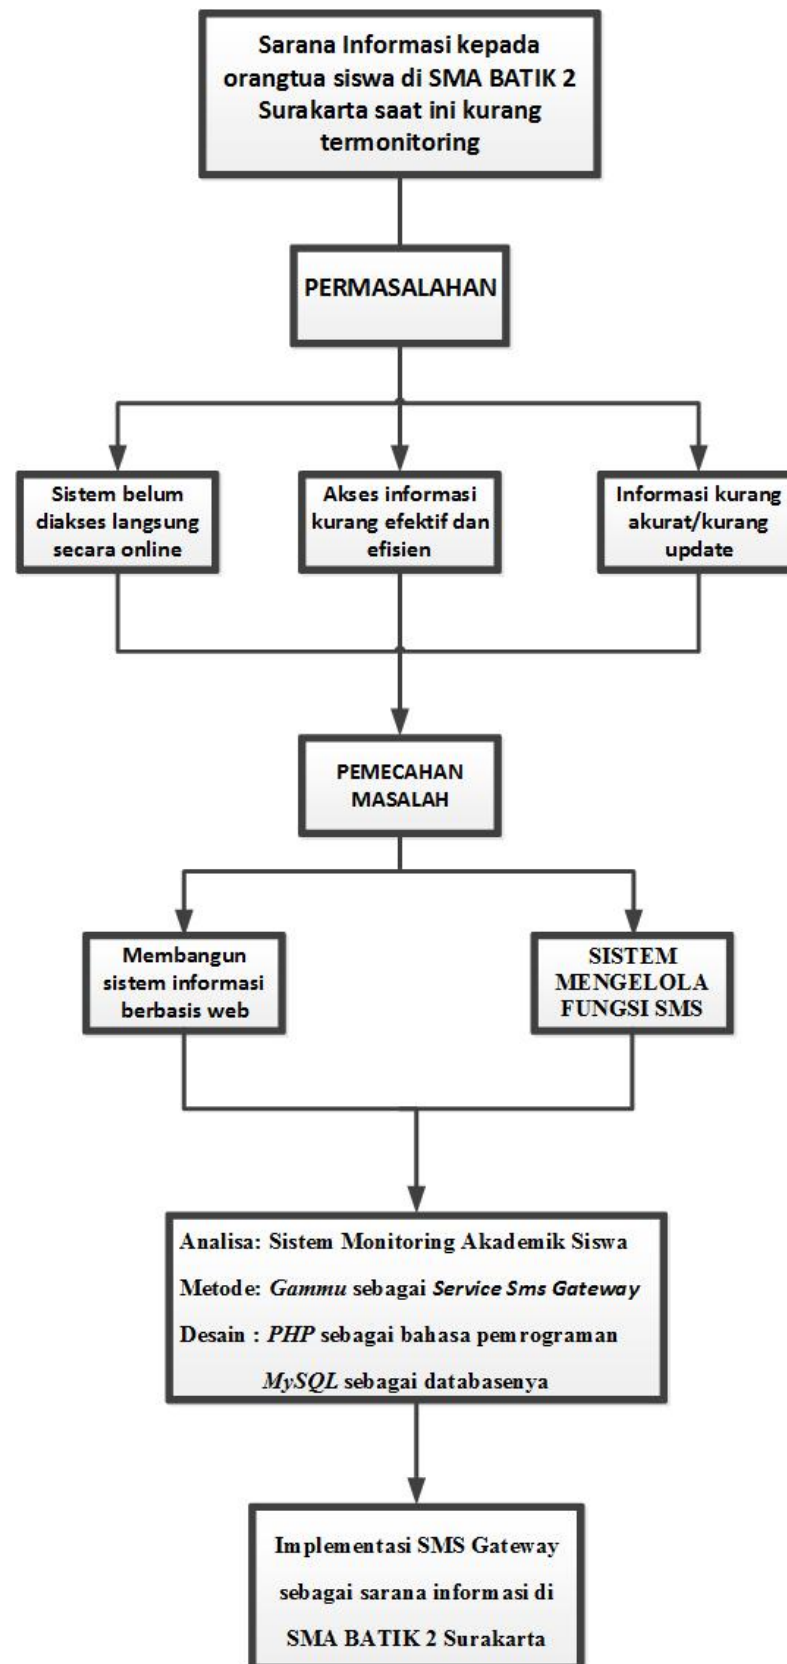 Sarana Informasi kepada
orangtua siswa di SMA BATIK 2
Surakarta saat ini kurang
termonitoring
PERMASALAHAN
Sistem belum
diakses langsung
secara online
Akses informasi
kurang efektif dan
efisien
Informasi kurang
akurat/kurang
update
PEMECAHAN
MASALAH
Membangun
sistem informasi
berbasis web
SISTEM
MENGELOLA
FUNGSI SMS
Analisa: Sistem Monitoring Akademik Siswa
Metode: Gammu sebagai Service Sms Gateway
Desain : PHP sebagai bahasa pemrograman
MySQL sebagai databasenya
Implementasi SMS Gateway
sebagai sarana informasi di
SMA BATIK 2 Surakarta